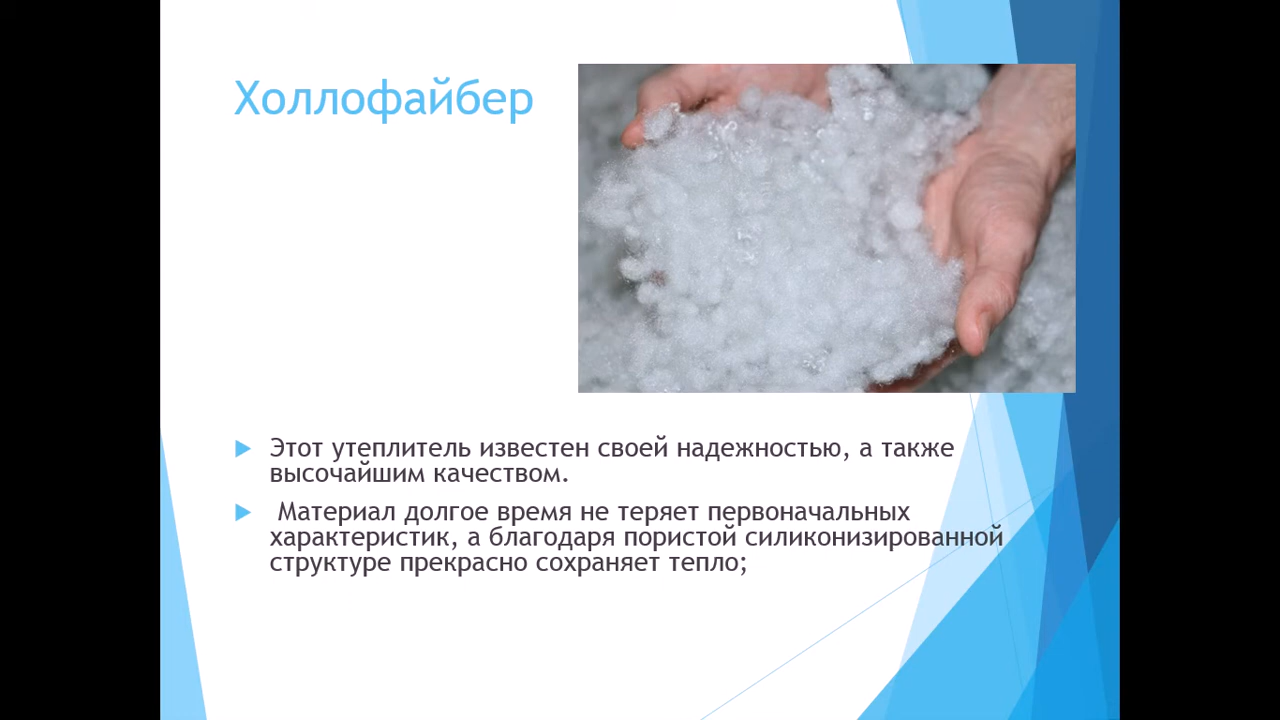 Холлофайбер
Этот утеплитель известен своей надежностью, а также
высочайшим качеством.
Материал долгое время не теряет первоначальных
характеристик, а благодаря пористой силиконизированной
структуре прекрасно сохраняет тепло;